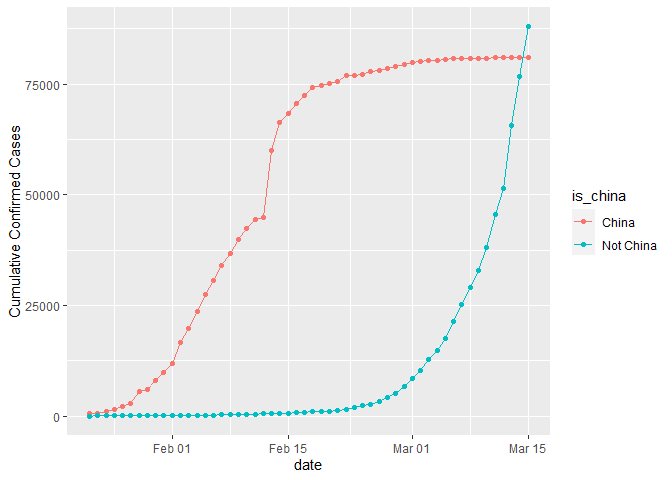 Cumulative Confirmed Cases
75000
50000
25000
0
Feb 01
Feb 15
Mar 01
Mar 15
date
is_china
China
Not China